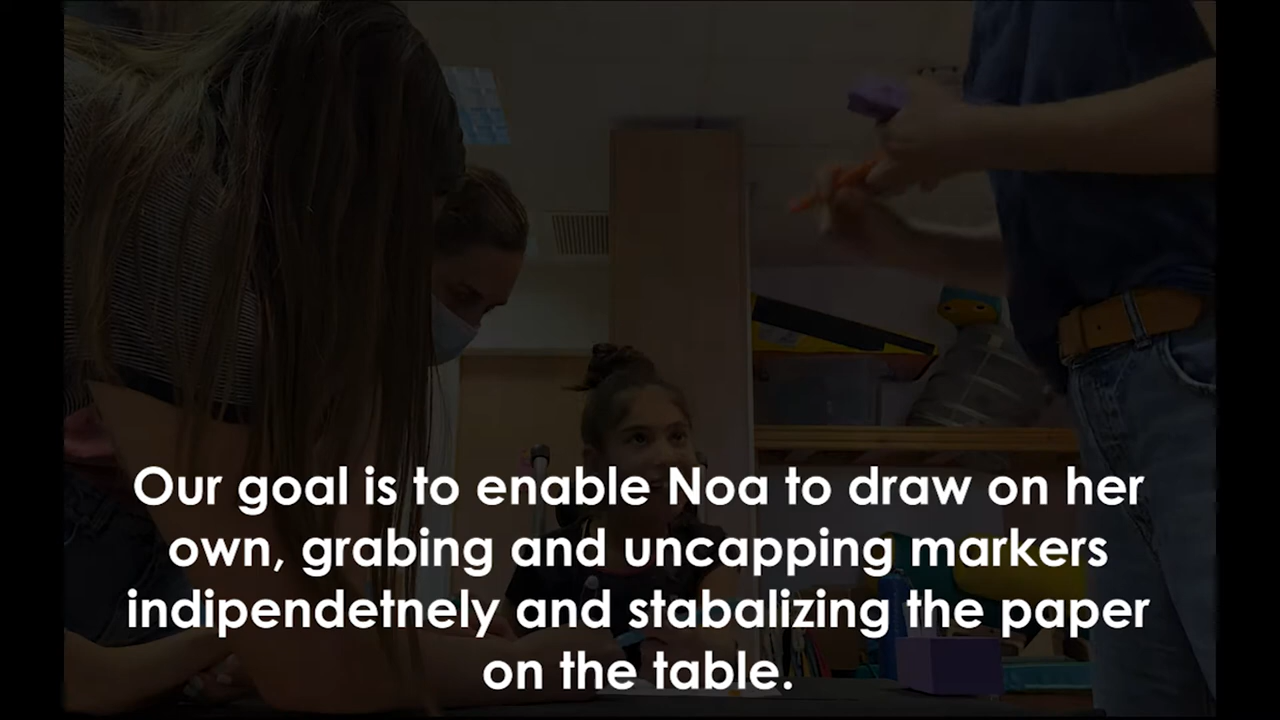 Our goal is to enable Noa to draw on her
own, grabing and uncapping markers
indipendetnely and stabalizing the paper
on the table.